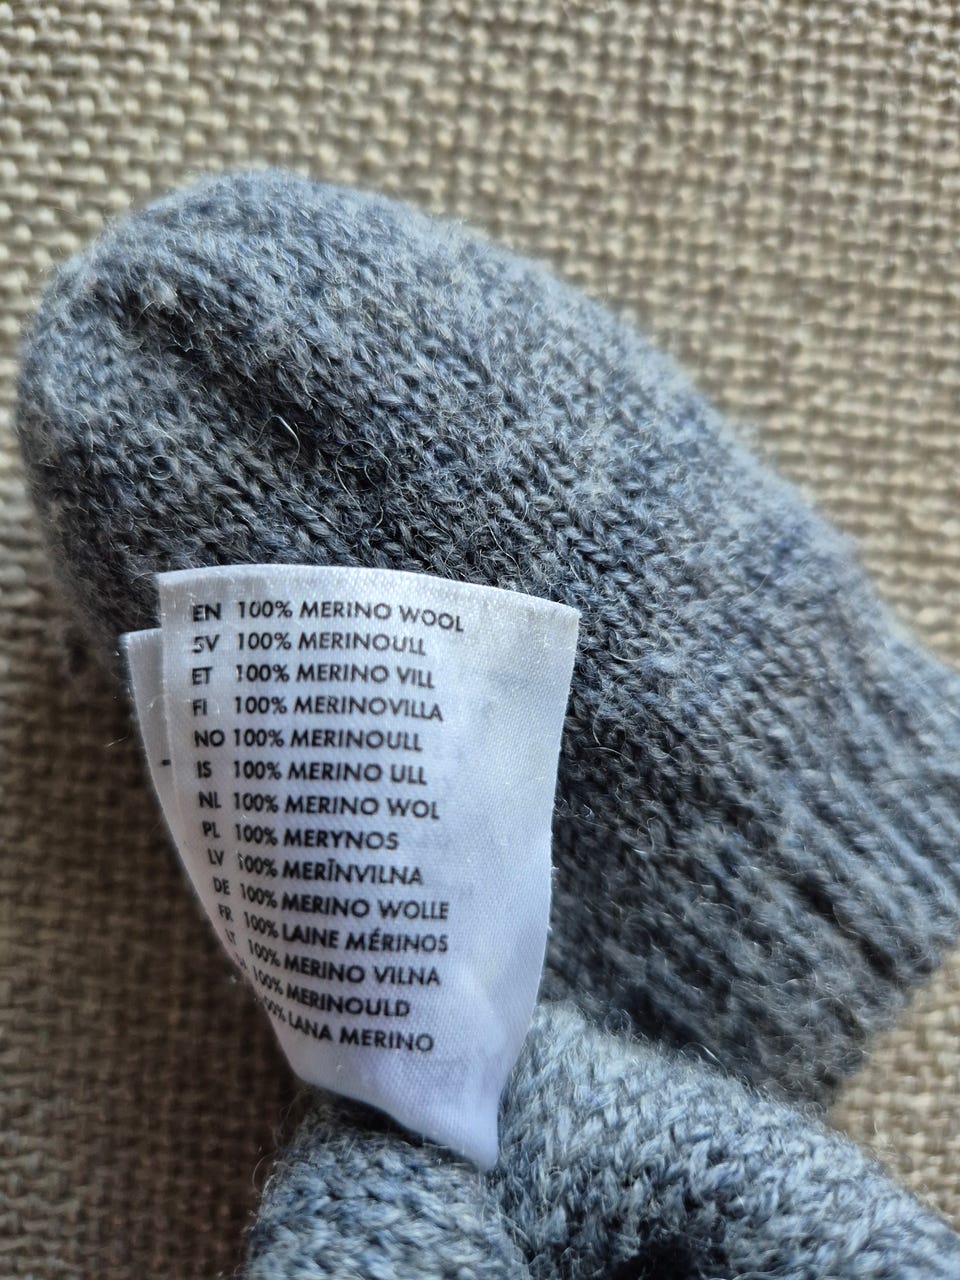 EN 100% MERINO WOOL
SV 100% MERINOULL
ET 100% MERINO VILL
FI 100% MERINOVILLA
NO 100% MERINOULL
IS 100% MERINO ULL
NL 100% MERINO WOL
PL 100% MERYNOS
LV 100% MERĪNVILNA
DE 100% MERINO WOLLE
FR 100% LAINE MÉRINOS
LT 100% MERINO VILNA
100% MERINOULD
LANA MERINO